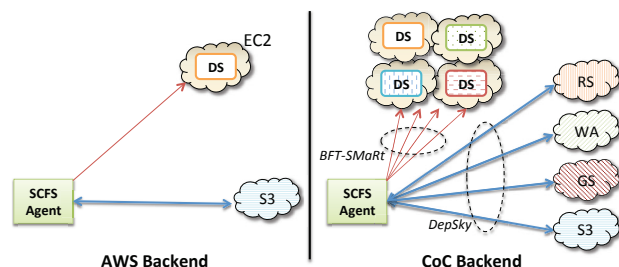 EC2
DS
SCFS
Agent
S3
AWS Backend
DS
DS
DS
DS
BFT-SMaRt
SCFS
Agent
DepSky
RS
WA
GS
S3
CoC Backend